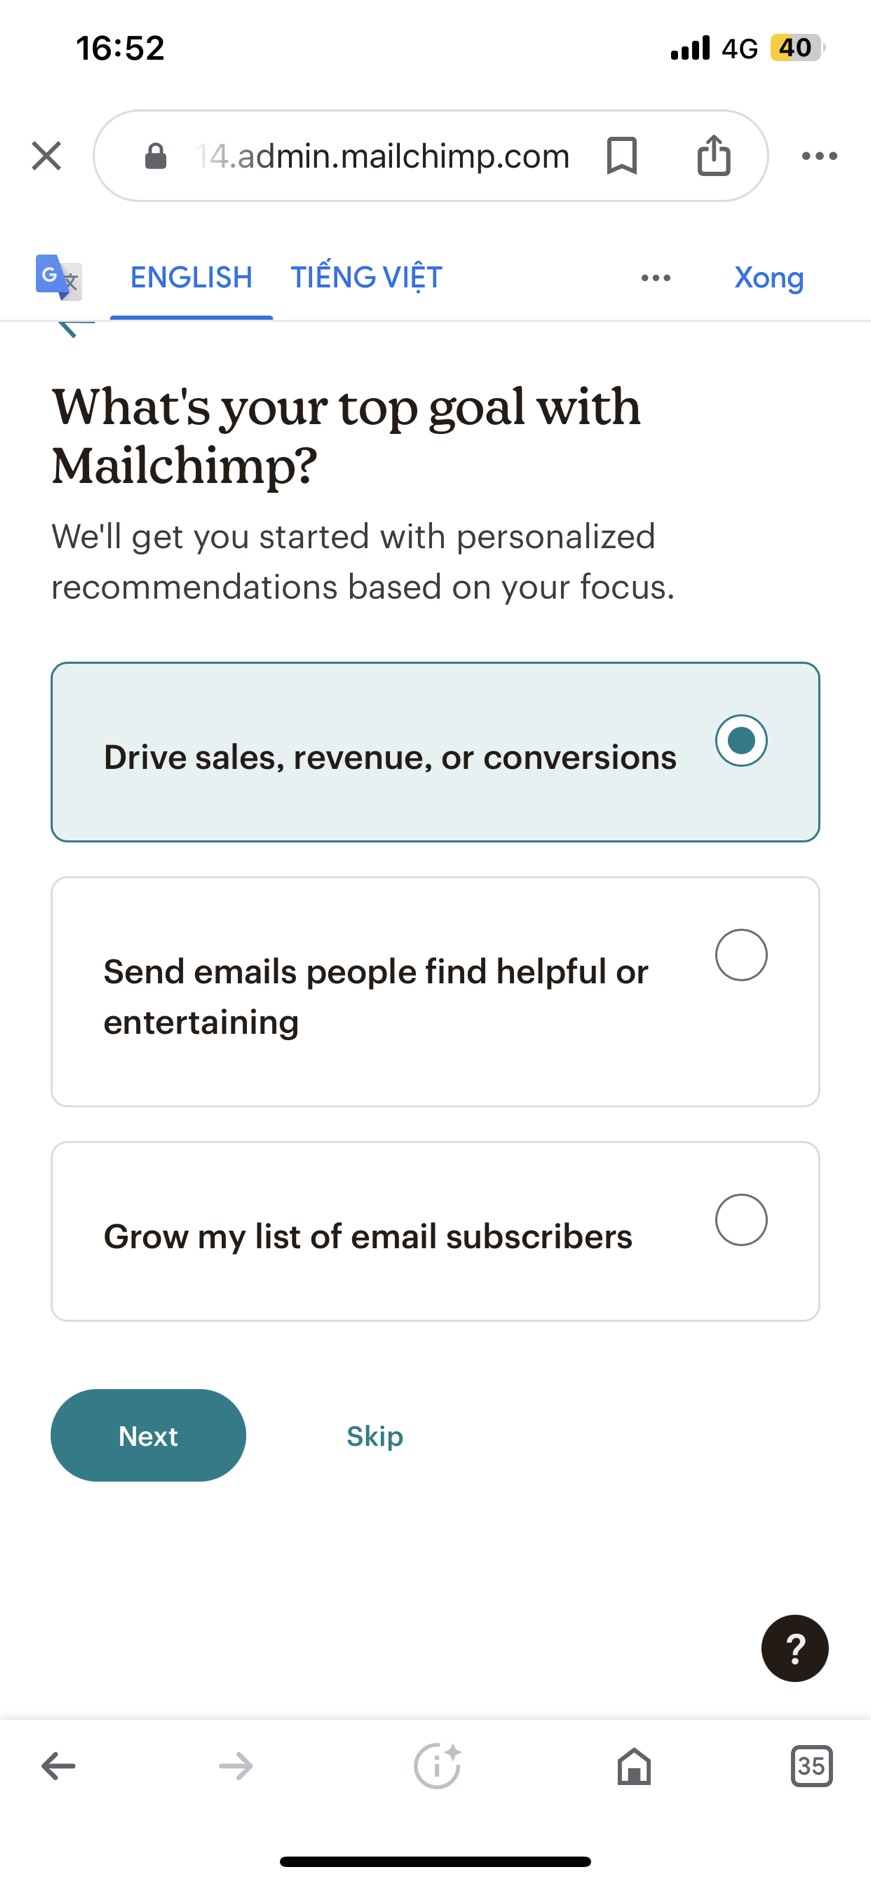 16:52
4G 40
14.admin.mailchimp.com
G 文 ENGLISH TIẾNG VIỆT Xong
What's your top goal with
Mailchimp?
We'll get you started with personalized
recommendations based on your focus.
Drive sales, revenue, or conversions
Send emails people find helpful or
entertaining
Grow my list of email subscribers
Next Skip
?
35